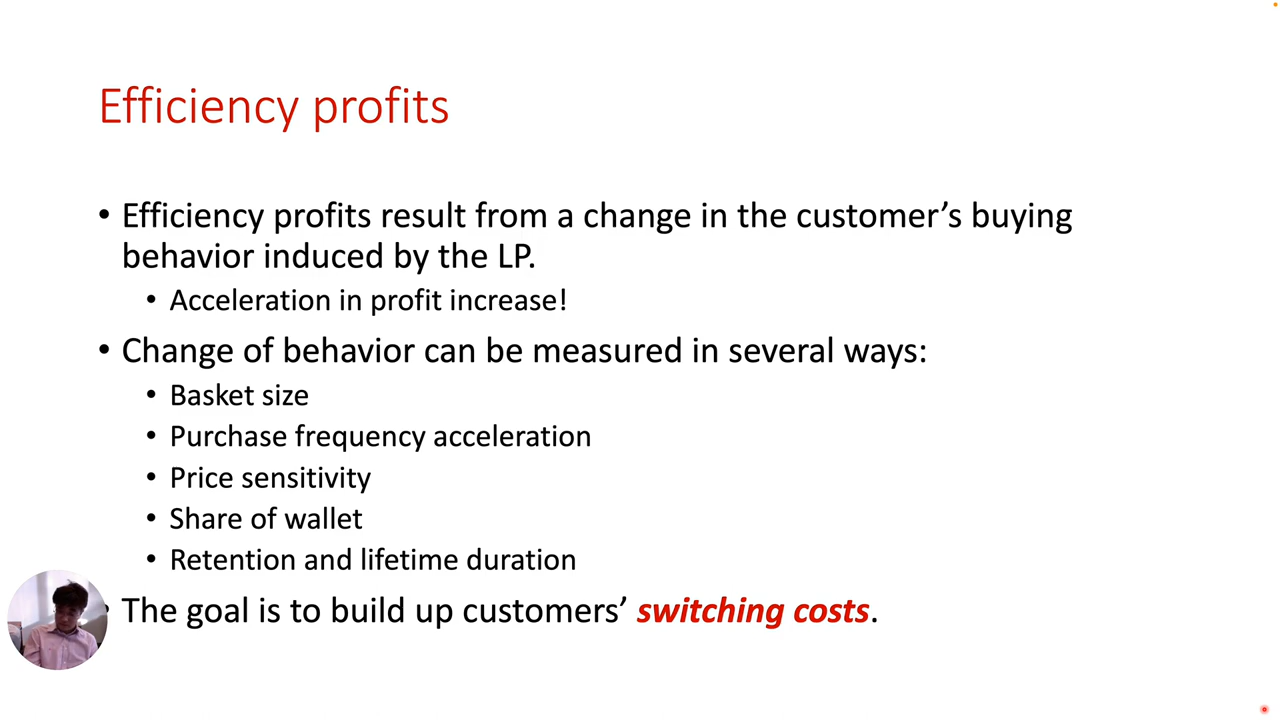 Efficiency profits
• Efficiency profits result from a change in the customer’s buying
behavior induced by the LP.
• Acceleration in profit increase!
• Change of behavior can be measured in several ways:
• Basket size
• Purchase frequency acceleration
• Price sensitivity
• Share of wallet
• Retention and lifetime duration
• The goal is to build up customers’ switching costs.